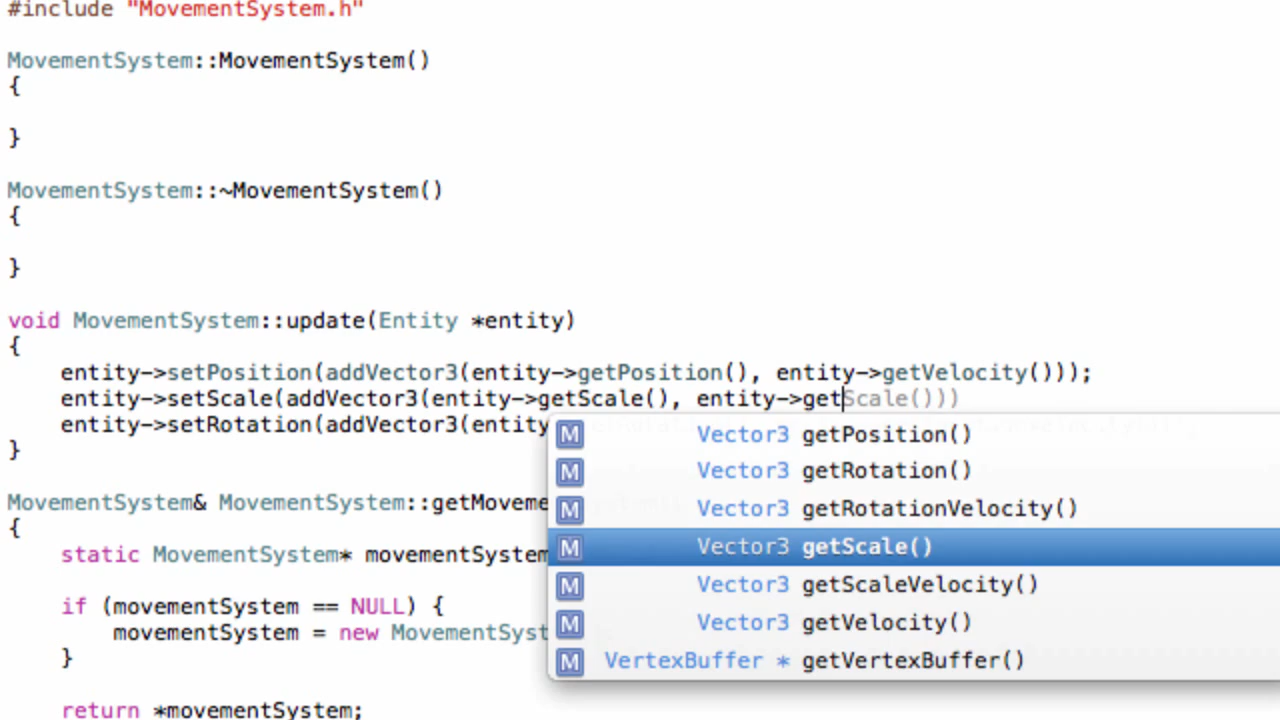 #include "MovementSystem.h"
MovementSystem::MovementSystem()
{
}
MovementSystem::~MovementSystem()
{
}
void MovementSystem::update(Entity *entity)
{
entity->setPosition(addVector3(entity->getPosition(), entity->getVelocity()));
entity->setScale(addVector3(entity->getScale(), entity->getScale()))
entity->setRotation(addVector3(entity
}
MovementSystem& MovementSystem::getMoveme
{
static MovementSystem* movementSystem
if (movementSystem == NULL) {
movementSystem = new MovementSyst
}
return *movementSystem;
M Vector3 getPosition()
M Vector3 getRotation()
M Vector3 getRotationVelocity()
M Vector3 getScale()
M Vector3 getScaleVelocity()
M Vector3 getVelocity()
M VertexBuffer * getVertexBuffer()